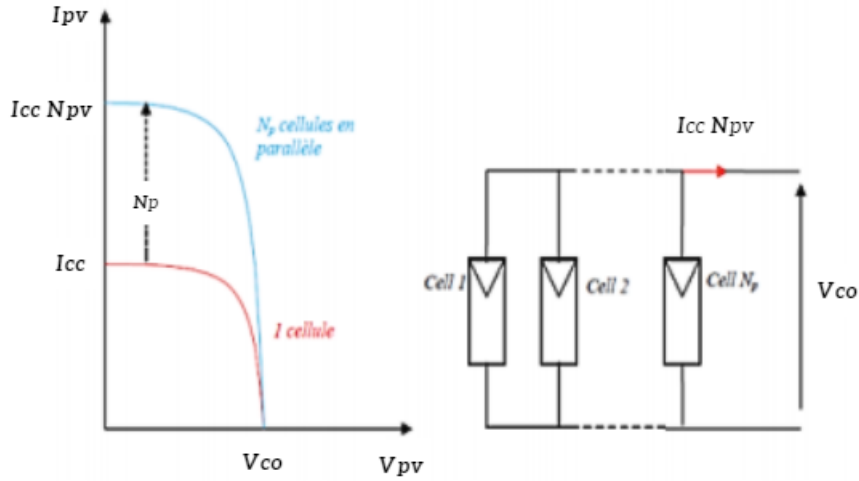 Ipv
Icc Npv
Np cellules en
parallèle
Np
Icc
1 cellule
Vco
Vpv
Icc Npv
Cell 1
Cell 2
Cell Np
Vco